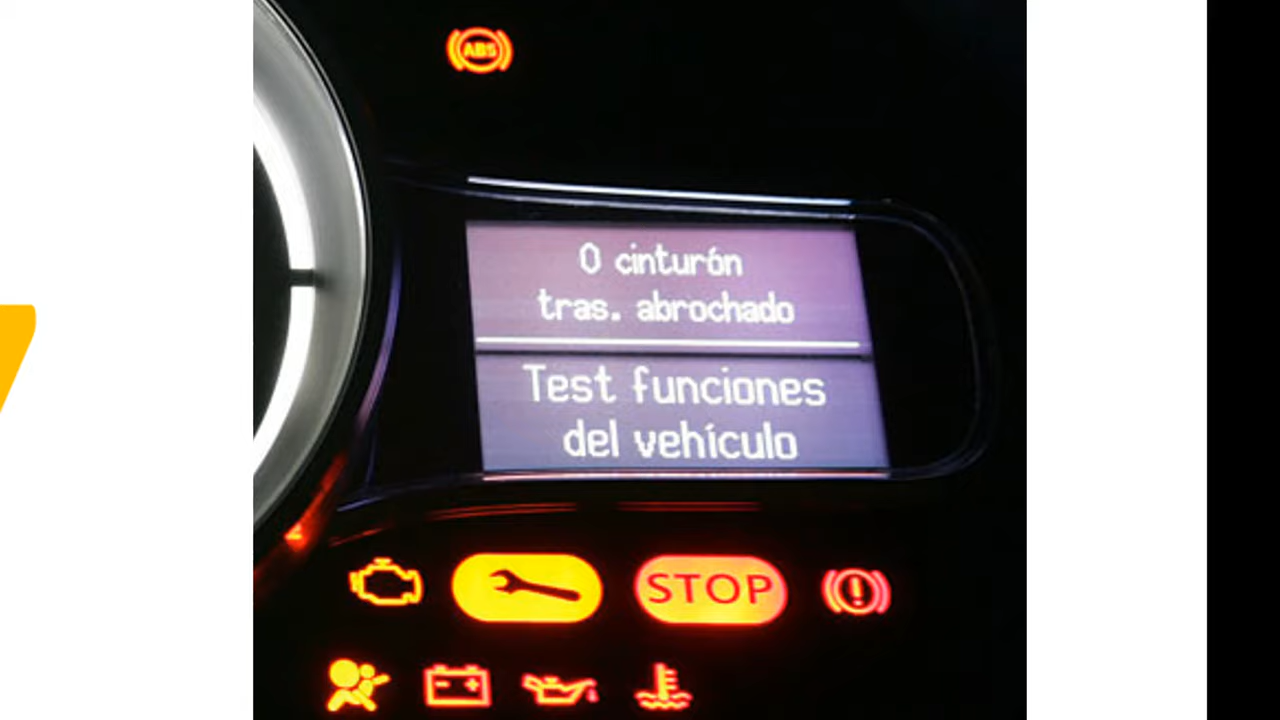 ABS
0 cinturón
tras. abrochado
Test funciones
del vehículo
STOP